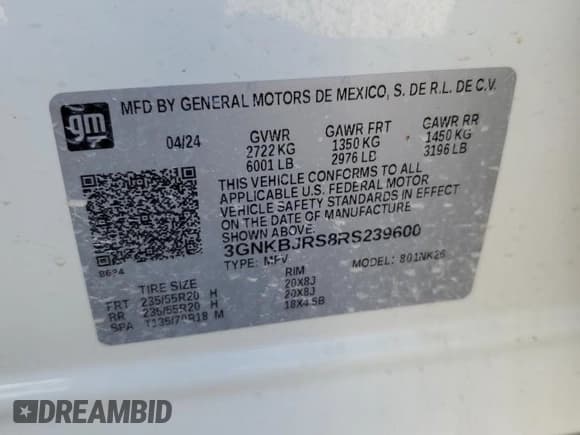 gm
MFD BY GENERAL MOTORS DE MEXICO, S. DE R.L. DE C.V.
04/24 GVWR GAWR FRT GAWR RR
2722 KG 1350 KG 1450 KG
6001 LB 2976 LB 3196 LB
THIS VEHICLE CONFORMS TO ALL
APPLICABLE U.S. FEDERAL MOTOR
VEHICLE SAFETY STANDARDS IN EFFECT
ON THE DATE OF MANUFACTURE
SHOWN ABOVE.
3GNKBJRS8RS239600
TYPE: MPV MODEL: 801NK26
8624
TIRE SIZE RIM
FRT 235/55R20 H 20X8J
RR 235/55R20 H 20X8J
SPA T135/70R18 M 18X4.5B
DREAMBID